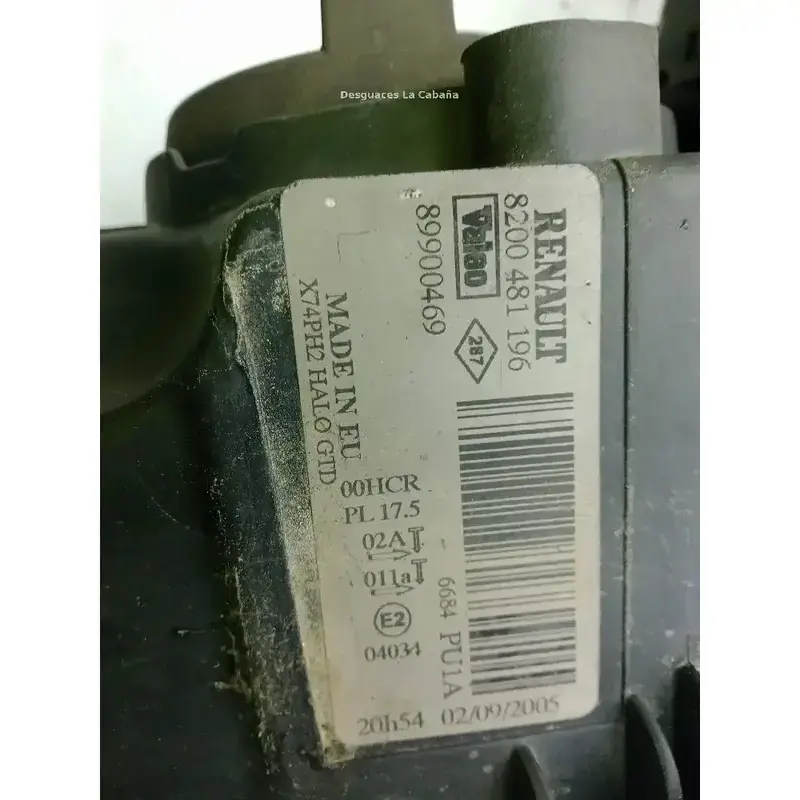 Desguaces La Cabaña
RENAULT
8200 481 196
Valeo
287
89900469
MADE IN EU
X74PH2 HALO GTD
00HCR
PL 17.5
02A
011a
E2
04034
6684 PU1A
20h54 02/09/2005